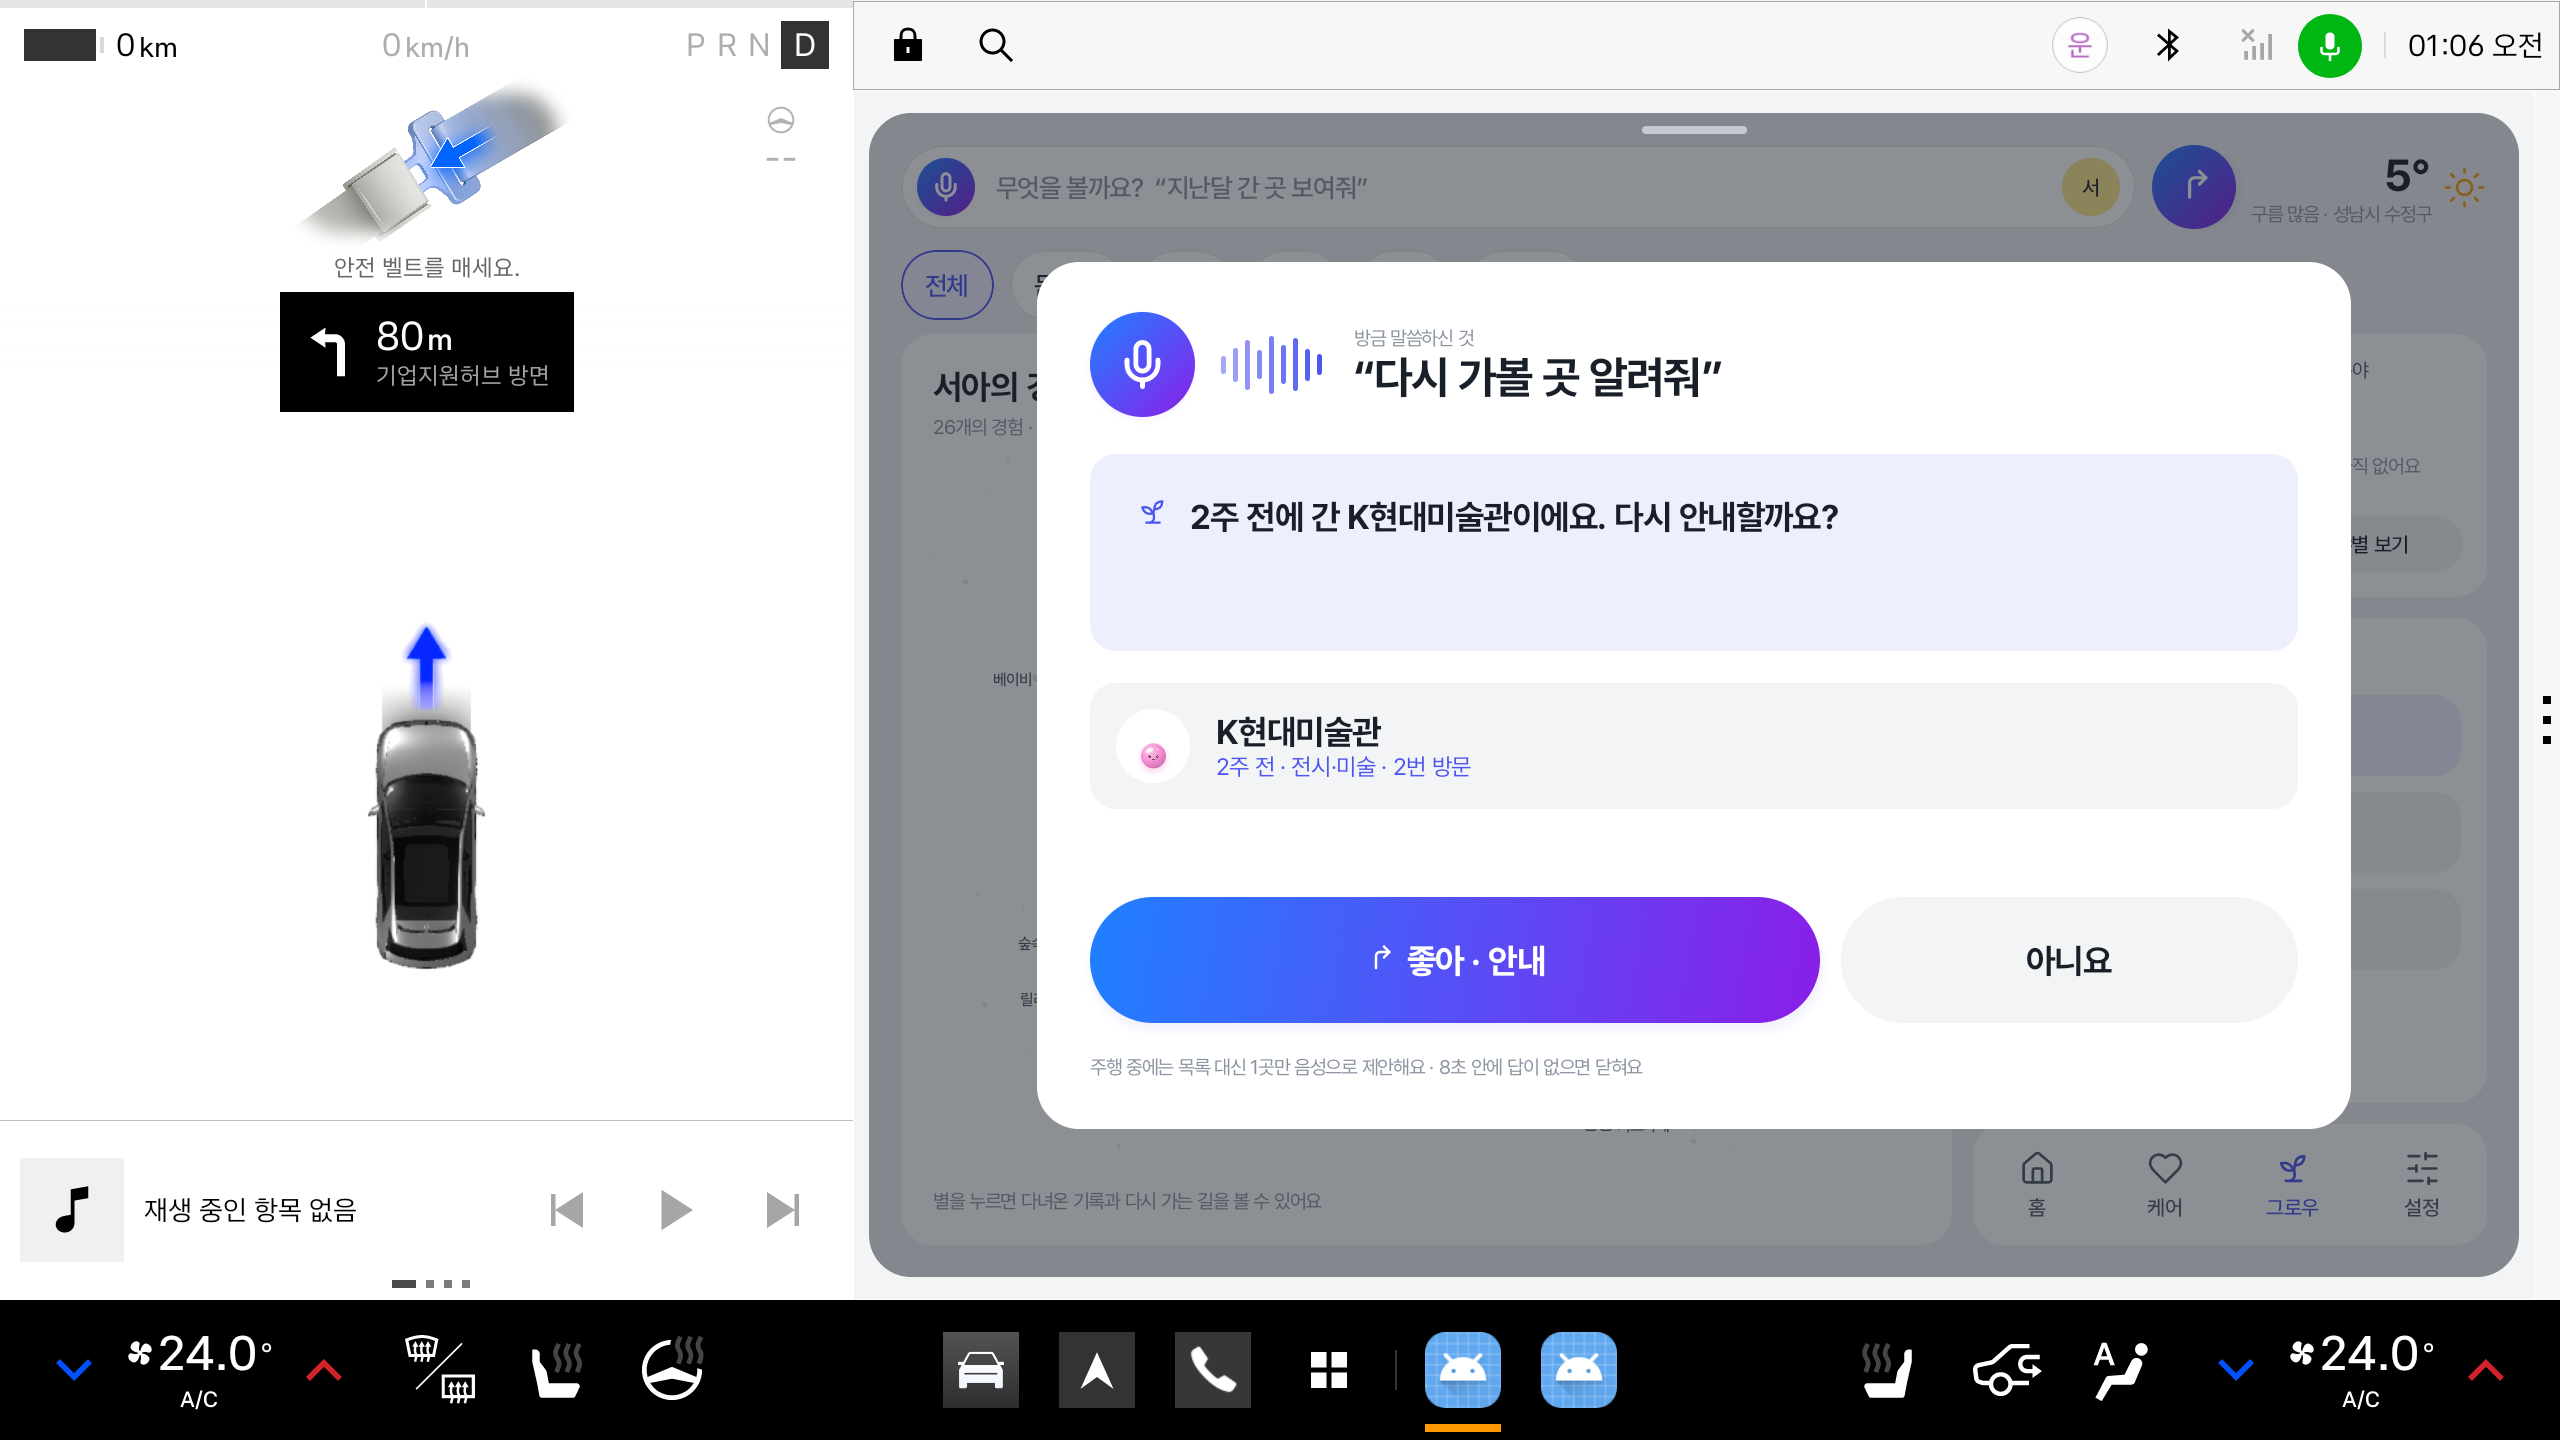 0 km
0 km/h
P R N D
안전 벨트를 매세요.
80 m
기업지원허브 방면
재생 중인 항목 없음
운
01:06 오전
무엇을 볼까요? “지난달 간 곳 보여줘”
서
5°
구름 많음 · 성남시 수정구
전체
서아의
26개의 경험 ·
방금 말씀하신 것
“다시 가볼 곳 알려줘”
2주 전에 간 K현대미술관이에요. 다시 안내할까요?
K현대미술관
2주 전 · 전시·미술 · 2번 방문
좋아 · 안내
아니요
주행 중에는 목록 대신 1곳만 음성으로 제안해요 · 8초 안에 답이 없으면 닫혀요
야
없어요
별 보기
베이비
별을 누르면 다녀온 기록과 다시 가는 길을 볼 수 있어요
홈
케어
그로우
설정
24.0°
A/C
A
24.0°
A/C